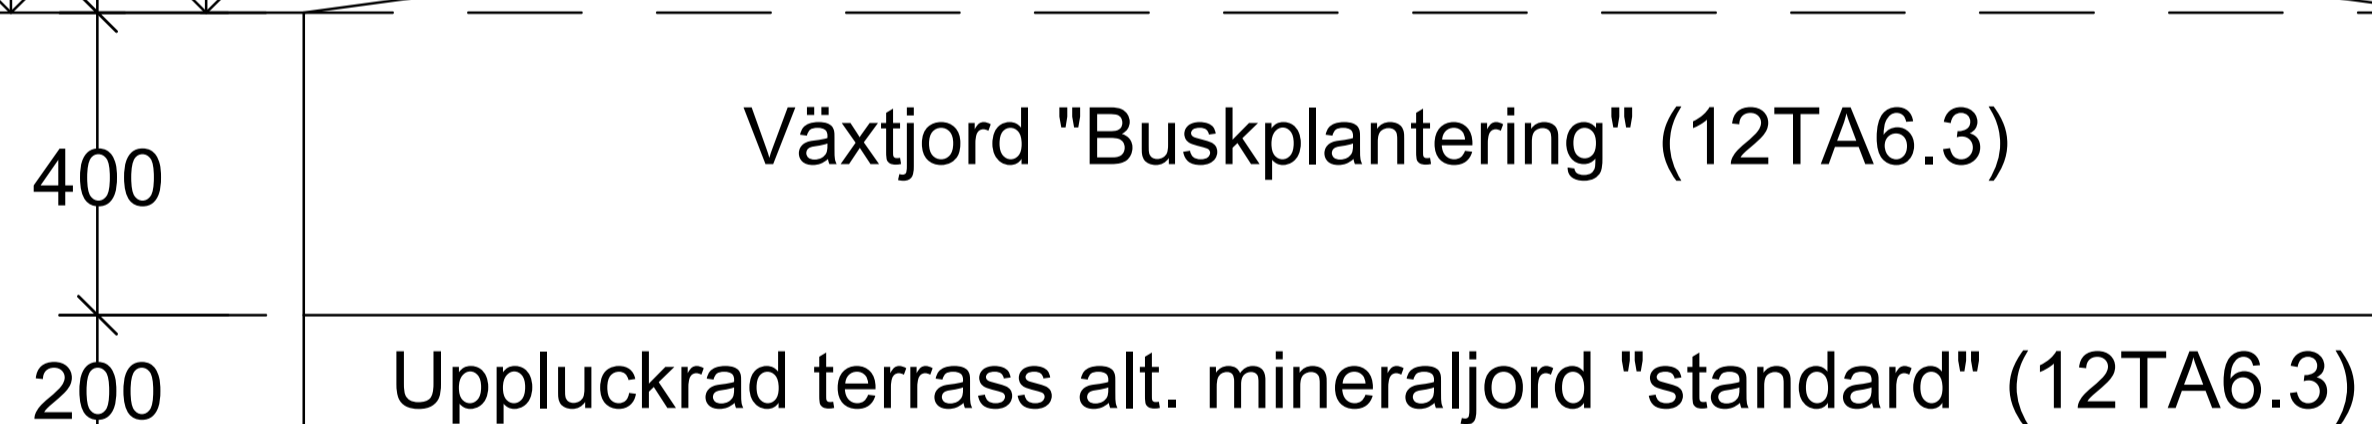 Växtjord "Buskplantering" (12TA6.3)
400
Uppluckrad terrass alt. mineraljord "standard" (12TA6.3)
200